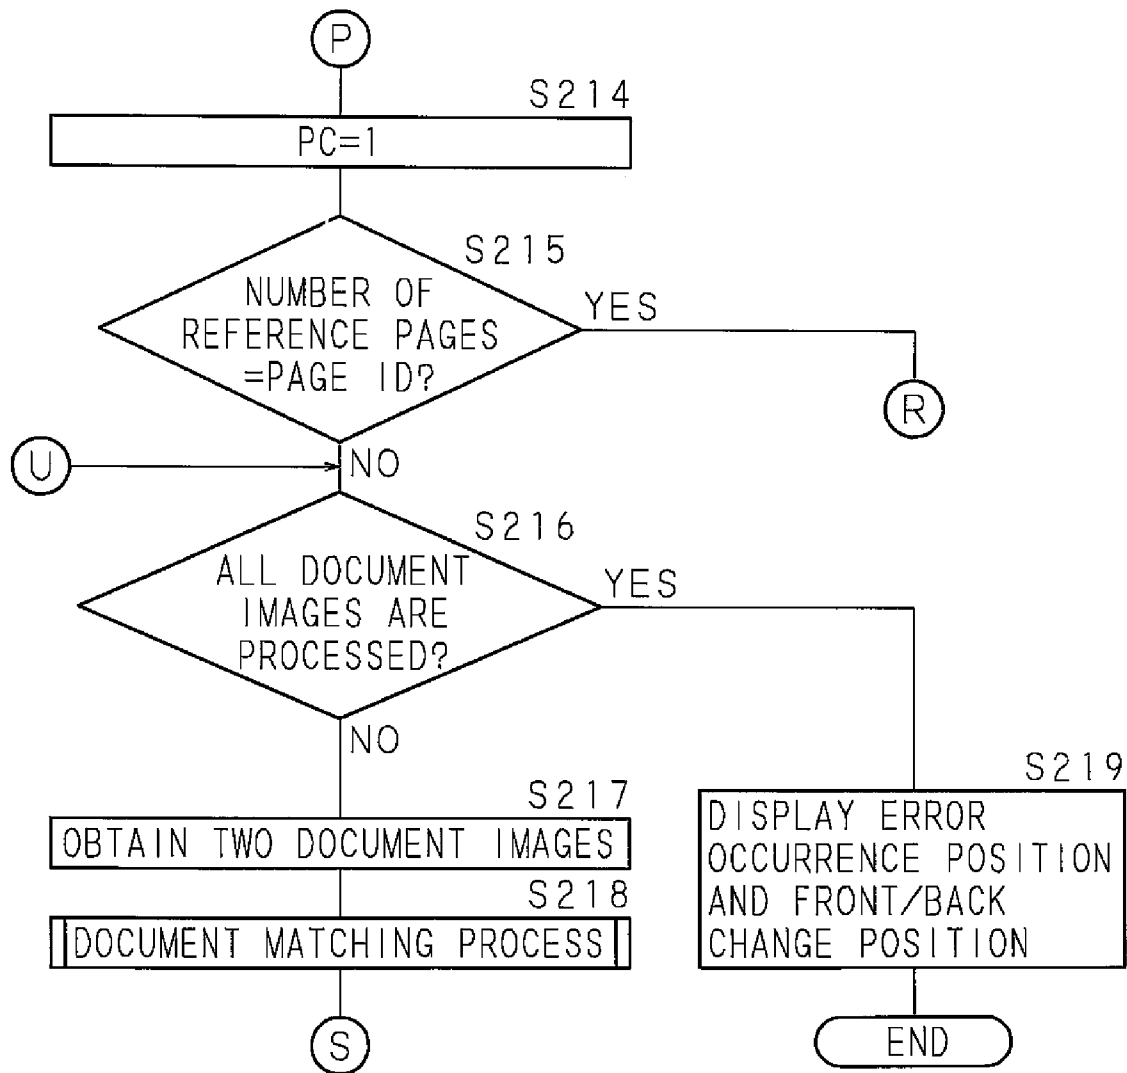 P
S214
PC=1
S215
NUMBER OF
REFERENCE PAGES
=PAGE ID?
YES
R
U
NO
S216
ALL DOCUMENT
IMAGES ARE
PROCESSED?
YES
NO
S217
OBTAIN TWO DOCUMENT IMAGES
S218
DOCUMENT MATCHING PROCESS
S
S219
DISPLAY ERROR
OCCURRENCE POSITION
AND FRONT/BACK
CHANGE POSITION
END